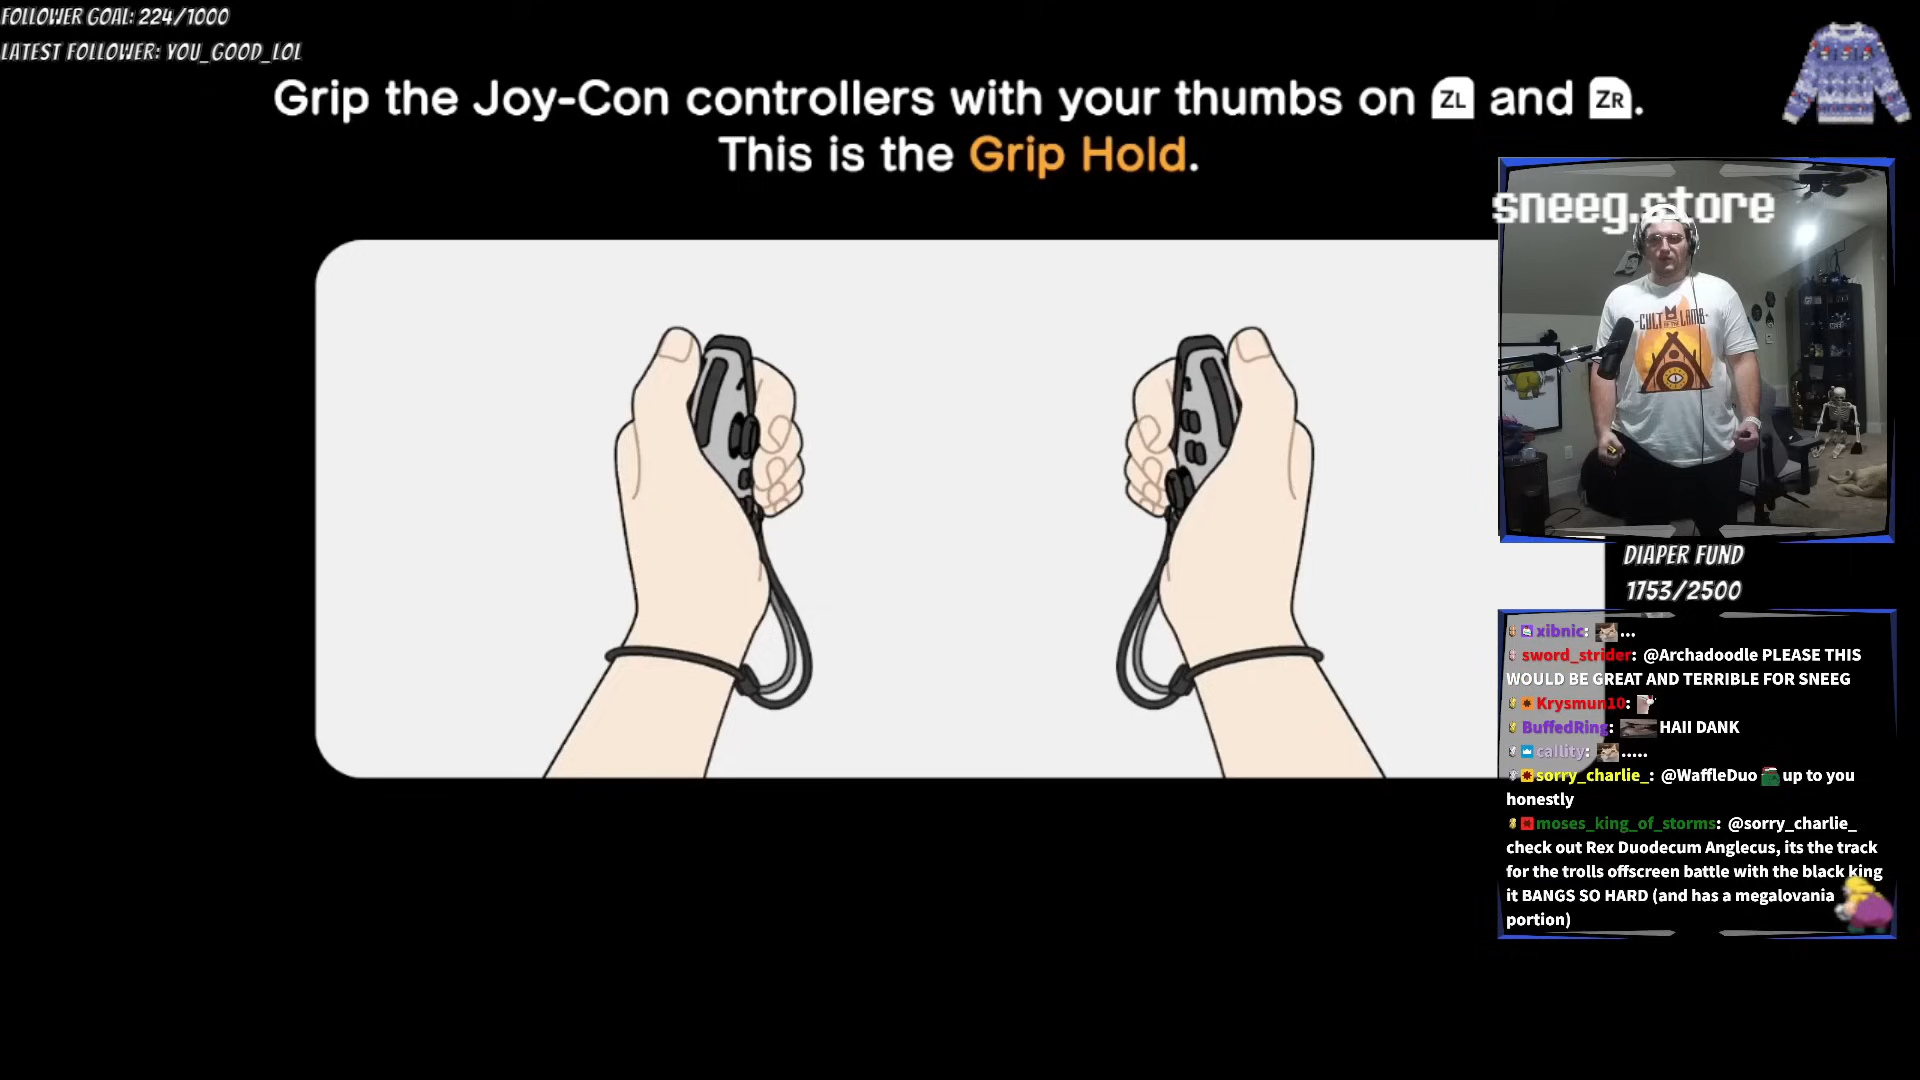 FOLLOWER GOAL: 224/1000
LATEST FOLLOWER: YOU_GOOD_LOL
Grip the Joy-Con controllers with your thumbs on ZL and ZR.
This is the Grip Hold.
sneeg.store
CULT OF THE LAMB
DIAPER FUND
1753/2500
xibnic: ...
sword_strider: @Archadoodle PLEASE THIS
WOULD BE GREAT AND TERRIBLE FOR SNEEG
Krysmun10:
BuffedRing: HAII DANK
callity: .....
sorry_charlie_: @WaffleDuo up to you
honestly
moses_king_of_storms: @sorry_charlie_
check out Rex Duodecum Anglecus, its the track
for the trolls offscreen battle with the black king
it BANGS SO HARD (and has a megalovania
portion)